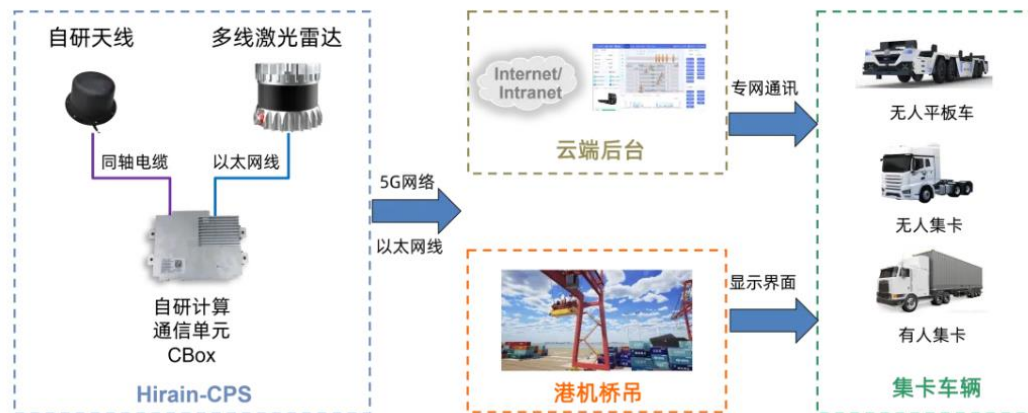 自研天线
多线激光雷达
同轴电缆
以太网线
自研计算
通信单元
CBox
Hirain-CPS
5G网络
以太网线
Internet/
Intranet
云端后台
港机桥吊
专网通讯
显示界面
无人平板车
无人集卡
有人集卡
集卡车辆